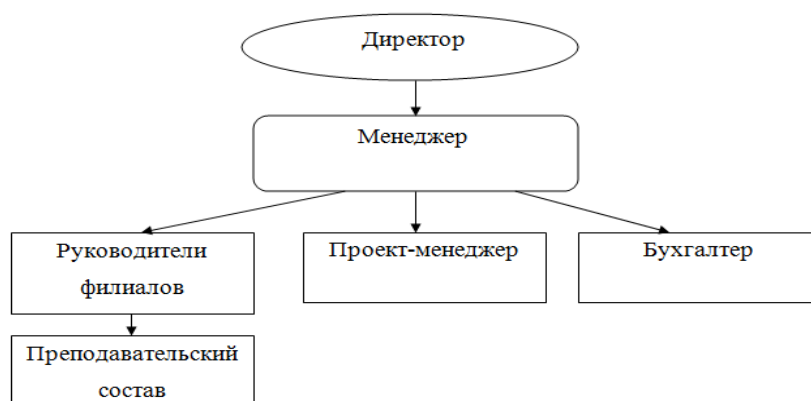 Директор
Менеджер
Руководители
филиалов
Проект-менеджер
Бухгалтер
Преподавательский
состав